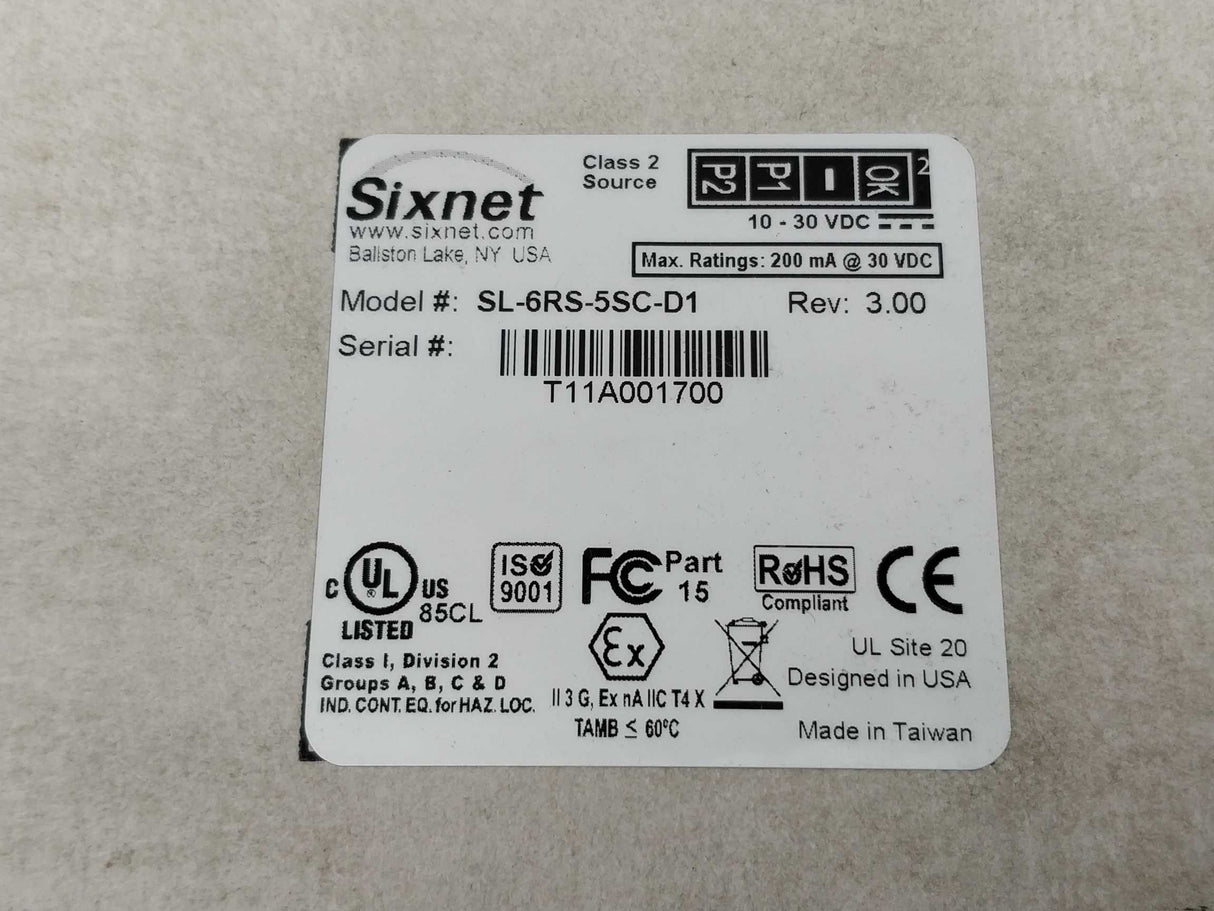 Sixnet
www.sixnet.com
Ballston Lake, NY USA
Class 2
Source
P2 P1 - OK 2
10 - 30 VDC
Max. Ratings: 200 mA @ 30 VDC
Model #: SL-6RS-5SC-D1 Rev: 3.00
Serial #:
T11A001700
C UL US
® 85CL
LISTED
ISO
9001
FC Part
15
RoHS
Compliant
CE
Class I, Division 2
Groups A, B, C & D
IND. CONT. EQ. for HAZ. LOC.
Ex
II 3 G, Ex nA IIC T4 X
TAMB ≤ 60°C
UL Site 20
Designed in USA
Made in Taiwan